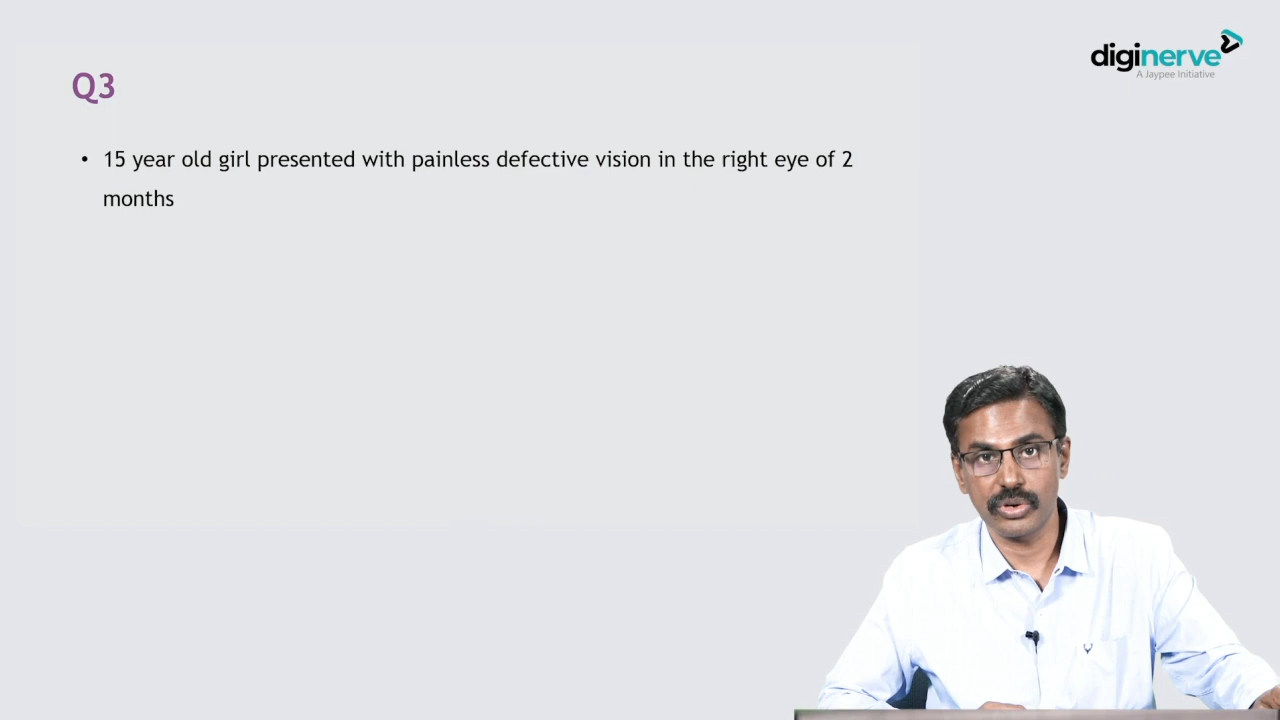 diginerve
A Jaypee Initiative
Q3
• 15 year old girl presented with painless defective vision in the right eye of 2
months